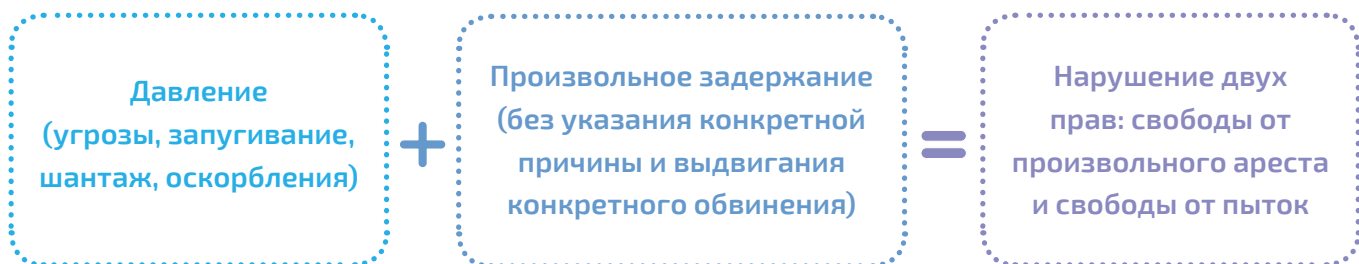 Давление
(угрозы, запугивание,
шантаж, оскорбления)
+
Произвольное задержание
(без указания конкретной
причины и выдвигания
конкретного обвинения)
=
Нарушение двух
прав: свободы от
произвольного ареста
и свободы от пыток